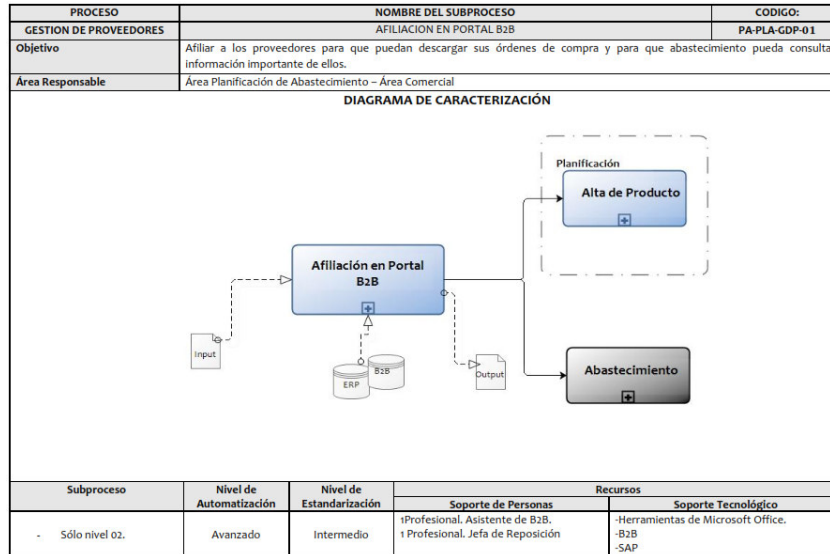 PROCESO NOMBRE DEL SUBPROCESO CODIGO:
GESTION DE PROVEEDORES AFILIACION EN PORTAL B2B PA-PLA-GDP-01
Objetivo Afiliar a los proveedores para que puedan descargar sus órdenes de compra y para que abastecimiento pueda consulta
información importante de ellos.
Área Responsable Área Planificación de Abastecimiento – Área Comercial
DIAGRAMA DE CARACTERIZACIÓN
Planificación
Alta de Producto
Afiliación en Portal
B2B
Input
ERP
B2B
Output
Abastecimiento
Subproceso Nivel de Automatización Nivel de Estandarización Recursos
Soporte de Personas Soporte Tecnológico
- Sólo nivel 02. Avanzado Intermedio
1Profesional. Asistente de B2B.
1 Profesional. Jefa de Reposición
-Herramientas de Microsoft Office.
-B2B
-SAP